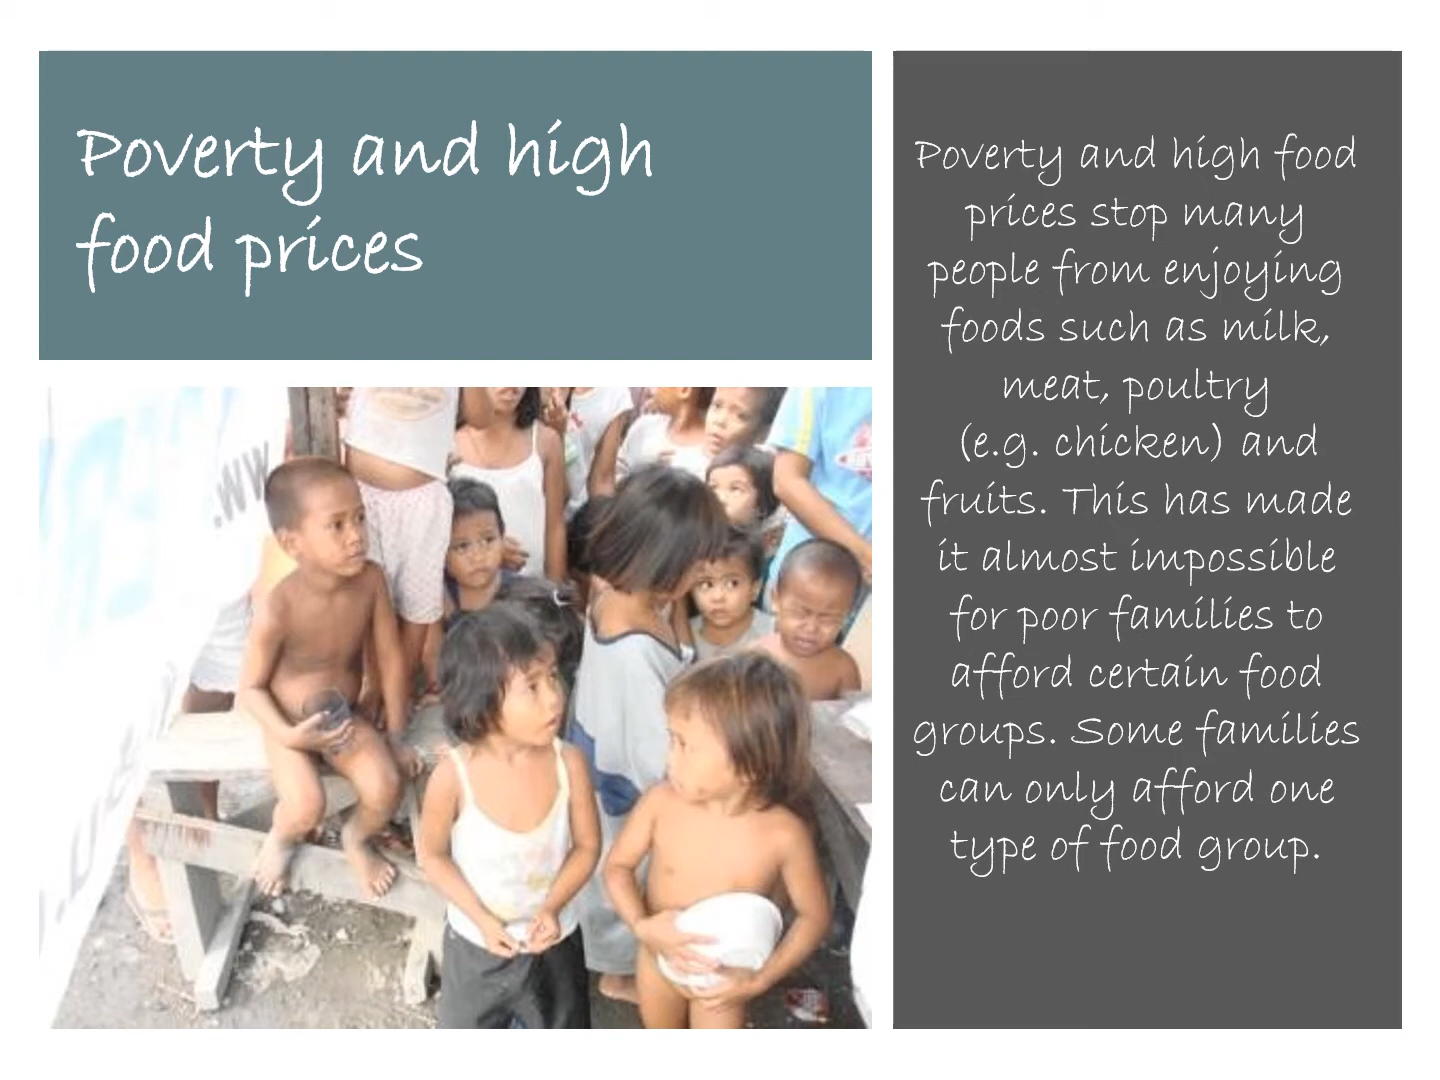 Poverty and high
food prices
Poverty and high food
prices stop many
people from enjoying
foods such as milk,
meat, poultry
(e.g. chicken) and
fruits. This has made
it almost impossible
for poor families to
afford certain food
groups. Some families
can only afford one
type of food group.
.WW